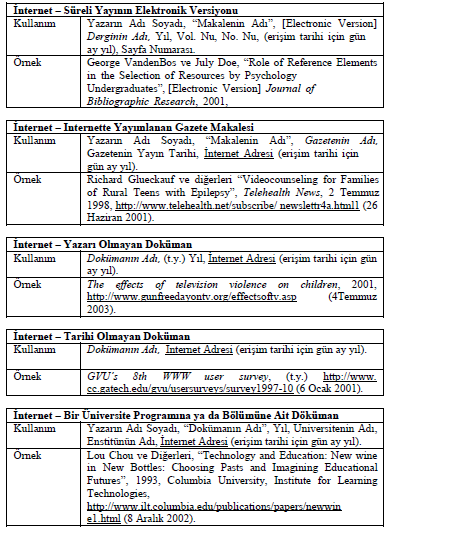 İnternet – Süreli Yayının Elektronik Versiyonu
Kullanım Yazarın Adı Soyadı, “Makalenin Adı”, [Electronic Version]
Derginin Adı, Yıl, Vol. Nu, No. Nu, (erişim tarihi için gün
ay yıl), Sayfa Numarası.
Örnek George VandenBos ve July Doe, “Role of Reference Elements
in the Selection of Resources by Psychology
Undergraduates”, [Electronic Version] Journal of
Bibliographic Research, 2001,
İnternet – Internette Yayımlanan Gazete Makalesi
Kullanım Yazarın Adı Soyadı, “Makalenin Adı”, Gazetenin Adı,
Gazetenin Yayın Tarihi, İnternet Adresi (erişim tarihi için
gün ay yıl).
Örnek Richard Glueckauf ve diğerleri “Videocounseling for Families
of Rural Teens with Epilepsy”, Telehealth News, 2 Temmuz
1998, http://www.telehealth.net/subscribe/ newslettr4a.html1 (26
Haziran 2001).
İnternet – Yazarı Olmayan Doküman
Kullanım Dokümanın Adı, (t.y.) Yıl, İnternet Adresi (erişim tarihi için gün
ay yıl).
Örnek The effects of television violence on children, 2001,
http://www.gunfreedayontv.org/effectsoftv.asp (4Temmuz
2003).
İnternet – Tarihi Olmayan Doküman
Kullanım Dokümanın Adı, İnternet Adresi (erişim tarihi için gün ay yıl).
Örnek GVU´s 8th WWW user survey, (t.y.) http://www.
cc.gatech.edu/gvu/usersurveys/survey1997-10 (6 Ocak 2001).
İnternet – Bir Üniversite Programına ya da Bölümüne Ait Döküman
Kullanım Yazarın Adı Soyadı, “Dokümanın Adı”, Yıl, Universitenin Adı,
Enstitünün Adı, İnternet Adresi (erişim tarihi için gün ay yıl).
Örnek Lou Chou ve Diğerleri, “Technology and Education: New wine
in New Bottles: Choosing Pasts and Imagining Educational
Futures”, 1993, Columbia University, Institute for Learning
Technologies,
http://www.ilt.columbia.edu/publications/papers/newwin
e1.html (8 Aralık 2002).